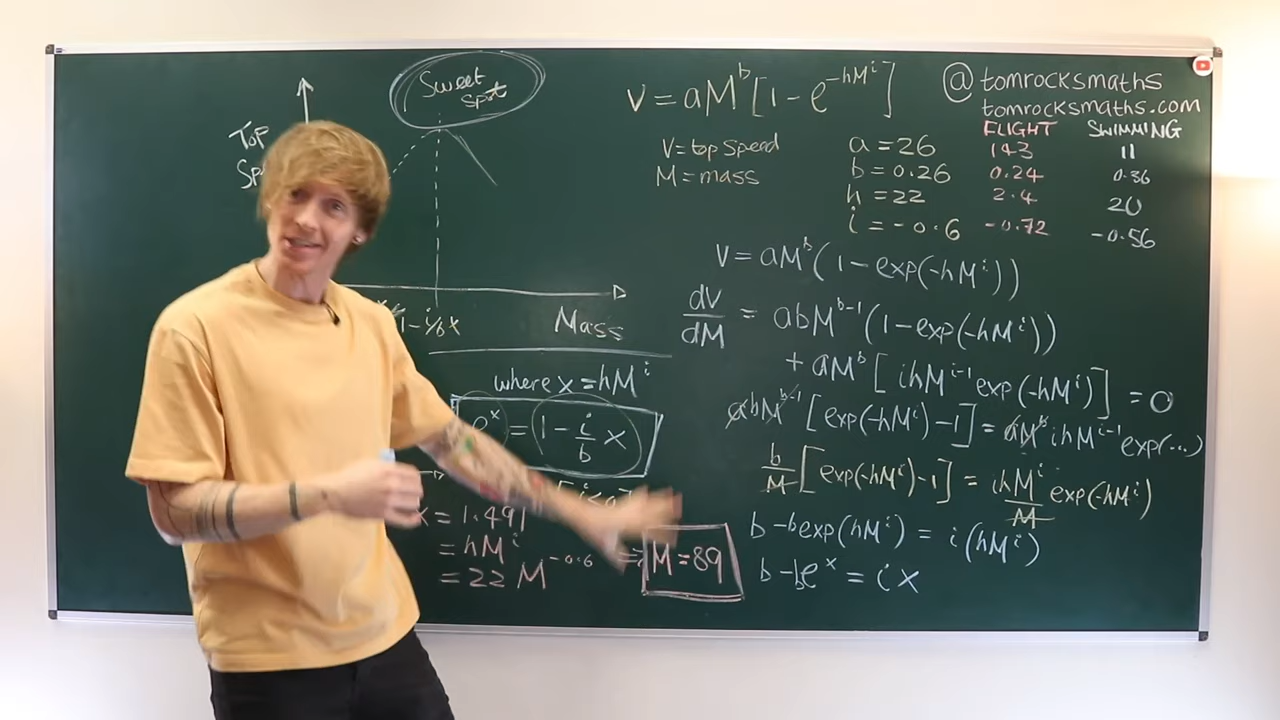 Sweet
spot
Top
Mass
where x = hM^i
= 1 - i/b x
x = 1.491
= hM^i
= 22 M^-0.6 => M = 89
V = aM^b [1 - e^-hM^i]
V = top speed
M = mass
@ tomrocksmaths
tomrocksmaths.com
FLIGHT SWIMMING
a = 26 143 11
b = 0.26 0.24 0.36
h = 22 2.4 20
i = -0.6 -0.72 -0.56
V = aM^b (1 - exp(-hM^i))
dV/dM = abM^b-1 (1 - exp(-hM^i))
+ aM^b [ihM^i-1 exp(-hM^i)] = 0
abM^b-1 [exp(-hM^i) - 1] = aM^b ihM^i-1 exp(...)
b/M [exp(-hM^i) - 1] = ihM^i/M exp(-hM^i)
b - b exp(hM^i) = i(hM^i)
b - be^x = ix